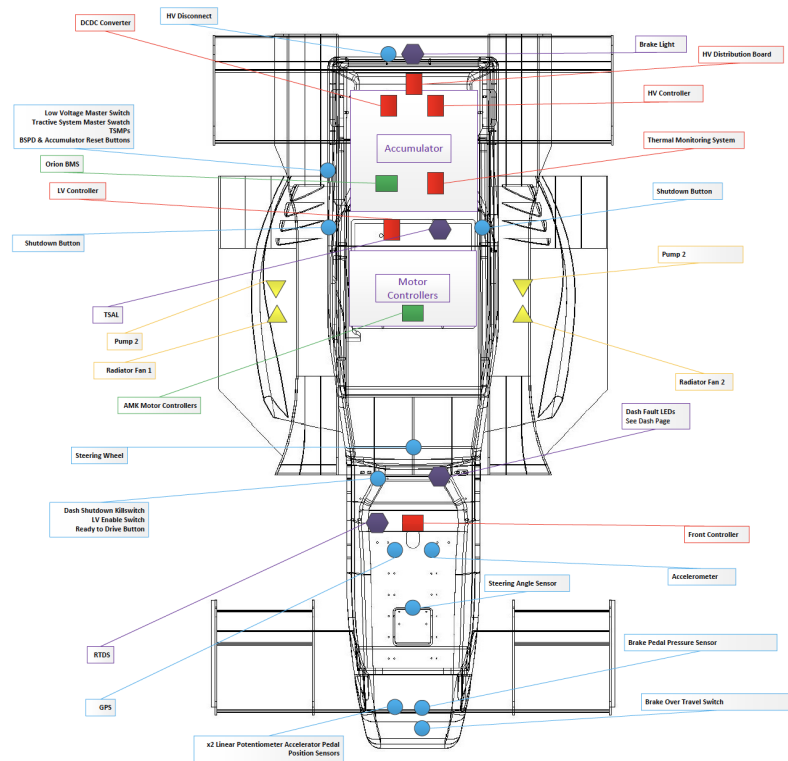 HV Disconnect
DCDC Converter
Brake Light
HV Distribution Board
HV Controller
Low Voltage Master Switch
Tractive System Master Swatch
TSMPs
BSPD & Accumulator Reset Buttons
Accumulator
Thermal Monitoring System
Orion BMS
LV Controller
Shutdown Button
Shutdown Button
Pump 2
Motor
Controllers
TSAL
Pump 2
Radiator Fan 1
Radiator Fan 2
AMK Motor Controllers
Dash Fault LEDs
See Dash Page
Steering Wheel
Dash Shutdown Killswitch
LV Enable Switch
Ready to Drive Button
Front Controller
Accelerometer
Steering Angle Sensor
Brake Pedal Pressure Sensor
RTDS
GPS
Brake Over Travel Switch
x2 Linear Potentiometer Accelerator Pedal
Position Sensors